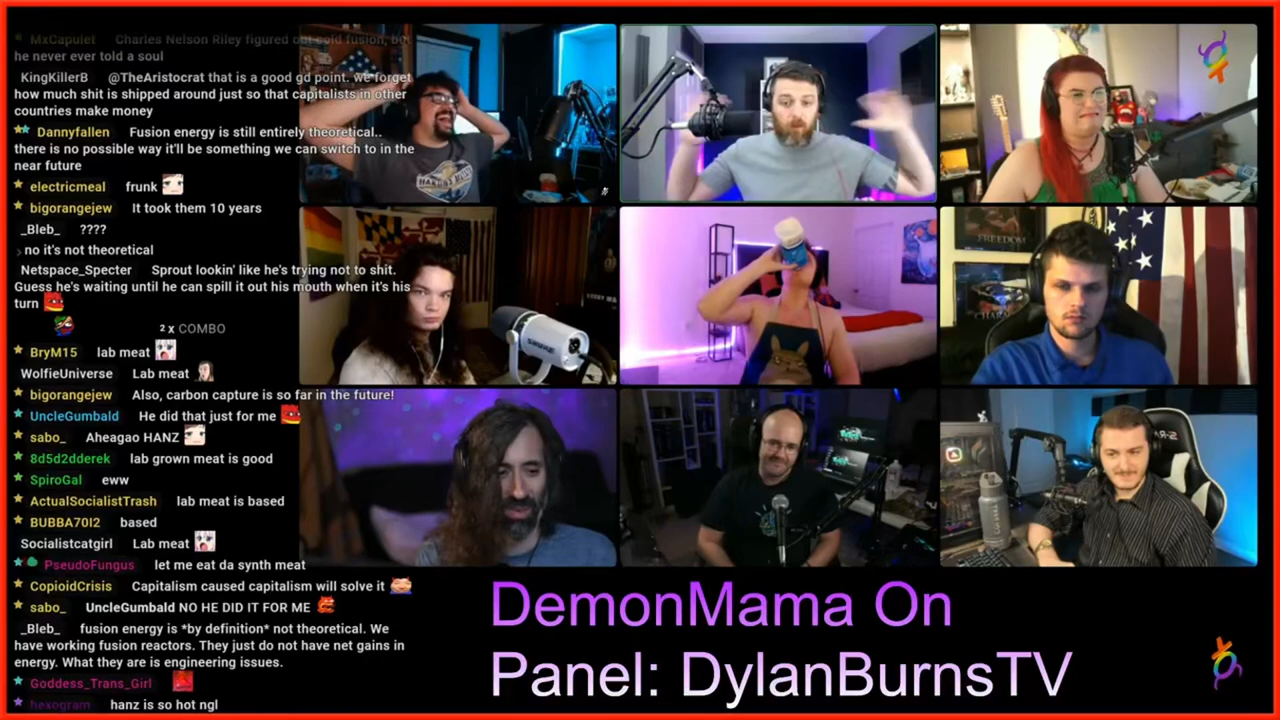 MxCapulet Charles Nelson Riley figured out cold fusion, but
he never ever told a soul
KingKillerB @TheAristocrat that is a good gd point. we forget
how much shit is shipped around just so that capitalists in other
countries make money
Dannyfallen Fusion energy is still entirely theoretical..
there is no possible way it'll be something we can switch to in the
near future
electricmeal frunk
bigorangejew It took them 10 years
_Bleb_ ????
no it's not theoretical
Netspace_Specter Sprout lookin' like he's trying not to shit.
Guess he's waiting until he can spill it out his mouth when it's his
turn
2 x COMBO
BryM15 lab meat
WolfieUniverse Lab meat
bigorangejew Also, carbon capture is so far in the future!
UncleGumbald He did that just for me
sabo_ Aheagao HANZ
8d5d2dderek lab grown meat is good
SpiroGal eww
ActualSocialistTrash lab meat is based
BUBBA70I2 based
Socialistcatgirl Lab meat
PseudoFungus let me eat da synth meat
CopioidCrisis Capitalism caused capitalism will solve it
sabo_ UncleGumbald NO HE DID IT FOR ME
_Bleb_ fusion energy is *by definition* not theoretical. We
have working fusion reactors. They just do not have net gains in
energy. What they are is engineering issues.
Goddess_Trans_Girl
hexogram hanz is so hot ngl
FREEDOM
DemonMama On
Panel: DylanBurnsTV